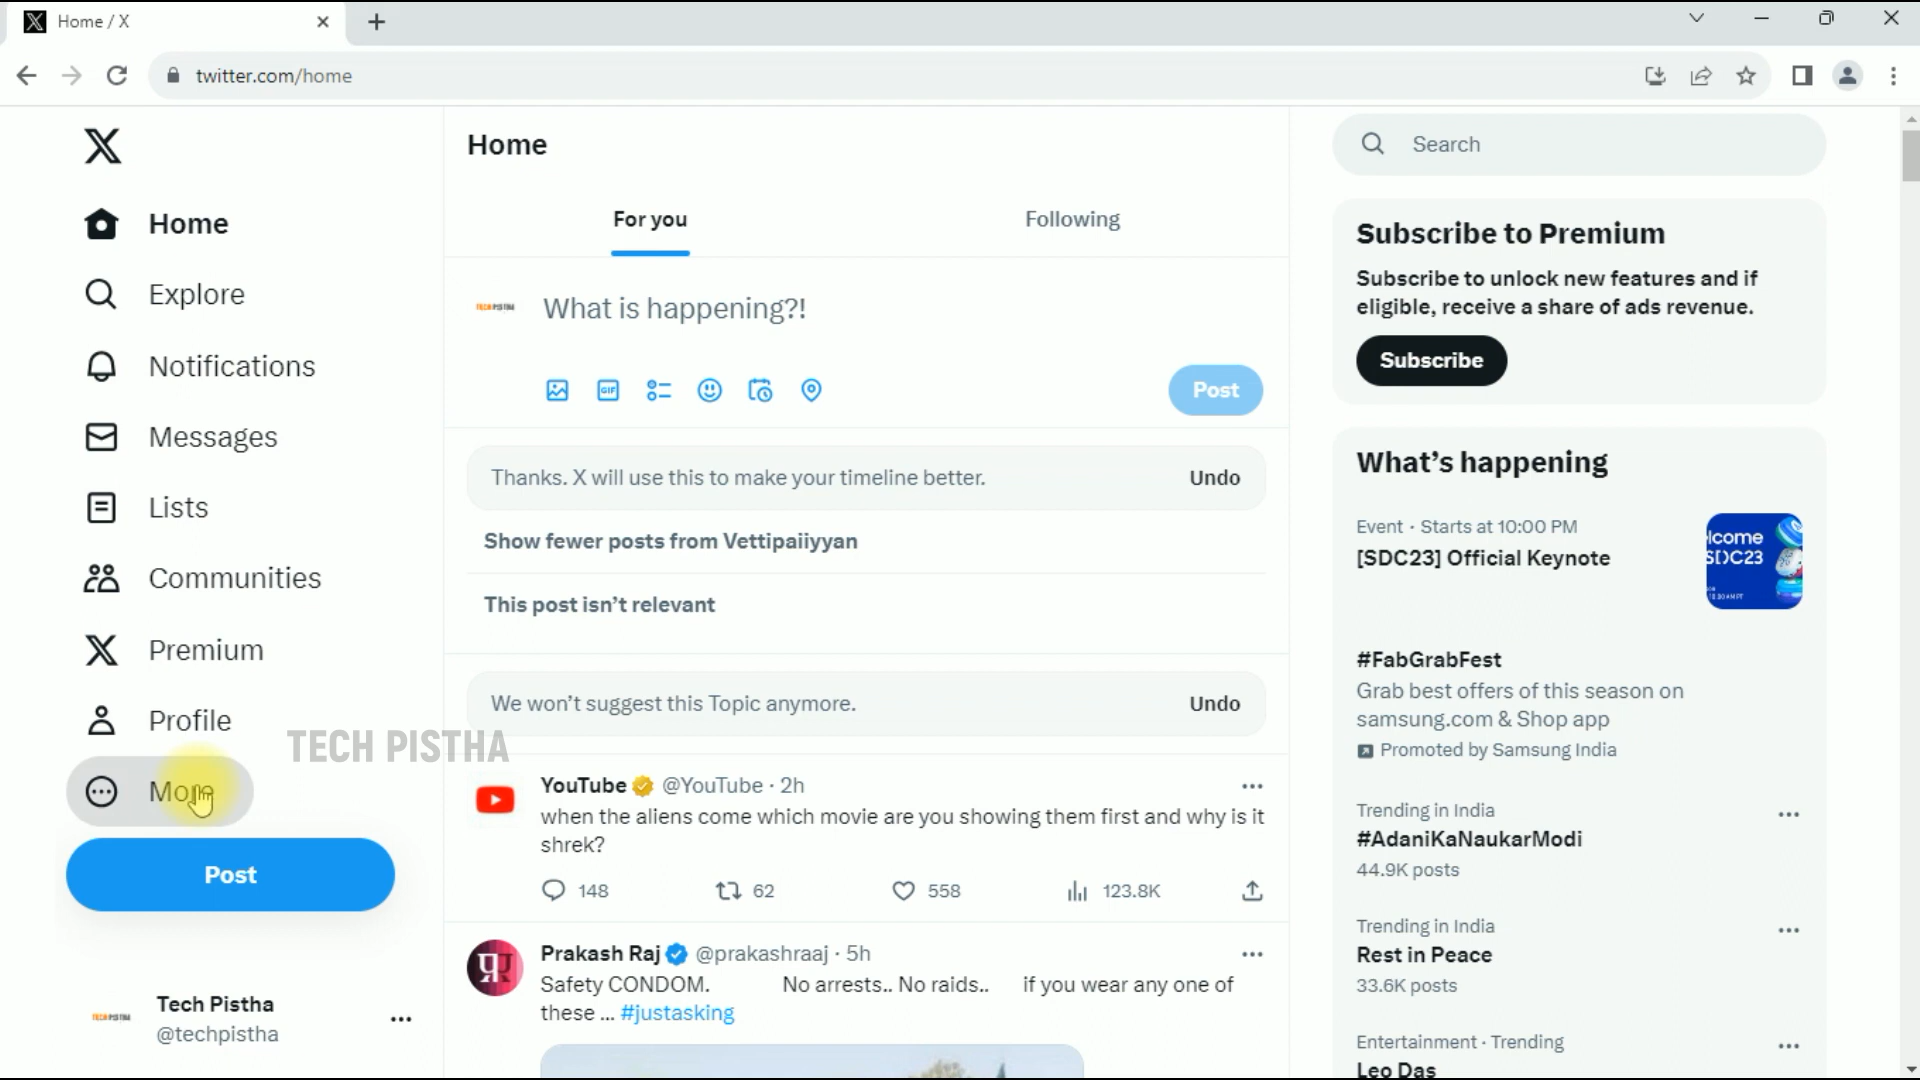 Home / X
twitter.com/home
Home
Explore
Notifications
Messages
Lists
Communities
Premium
Profile
More
Post
Tech Pistha
@techpistha
TECH PISTHA
Home
For you
Following
TECH PISTHA
What is happening?!
GIF
Post
Thanks. X will use this to make your timeline better.
Undo
Show fewer posts from Vettipaiiyyan
This post isn't relevant
We won't suggest this Topic anymore.
Undo
YouTube @YouTube · 2h
when the aliens come which movie are you showing them first and why is it
shrek?
148
62
558
123.8K
Prakash Raj @prakashraaj · 5h
Safety CONDOM. No arrests.. No raids.. if you wear any one of
these ... #justasking
Search
Subscribe to Premium
Subscribe to unlock new features and if
eligible, receive a share of ads revenue.
Subscribe
What's happening
Event · Starts at 10:00 PM
[SDC23] Official Keynote
lcome
S[)C23
#FabGrabFest
Grab best offers of this season on
samsung.com & Shop app
Promoted by Samsung India
Trending in India
#AdaniKaNaukarModi
44.9K posts
Trending in India
Rest in Peace
33.6K posts
Entertainment · Trending
Leo Das